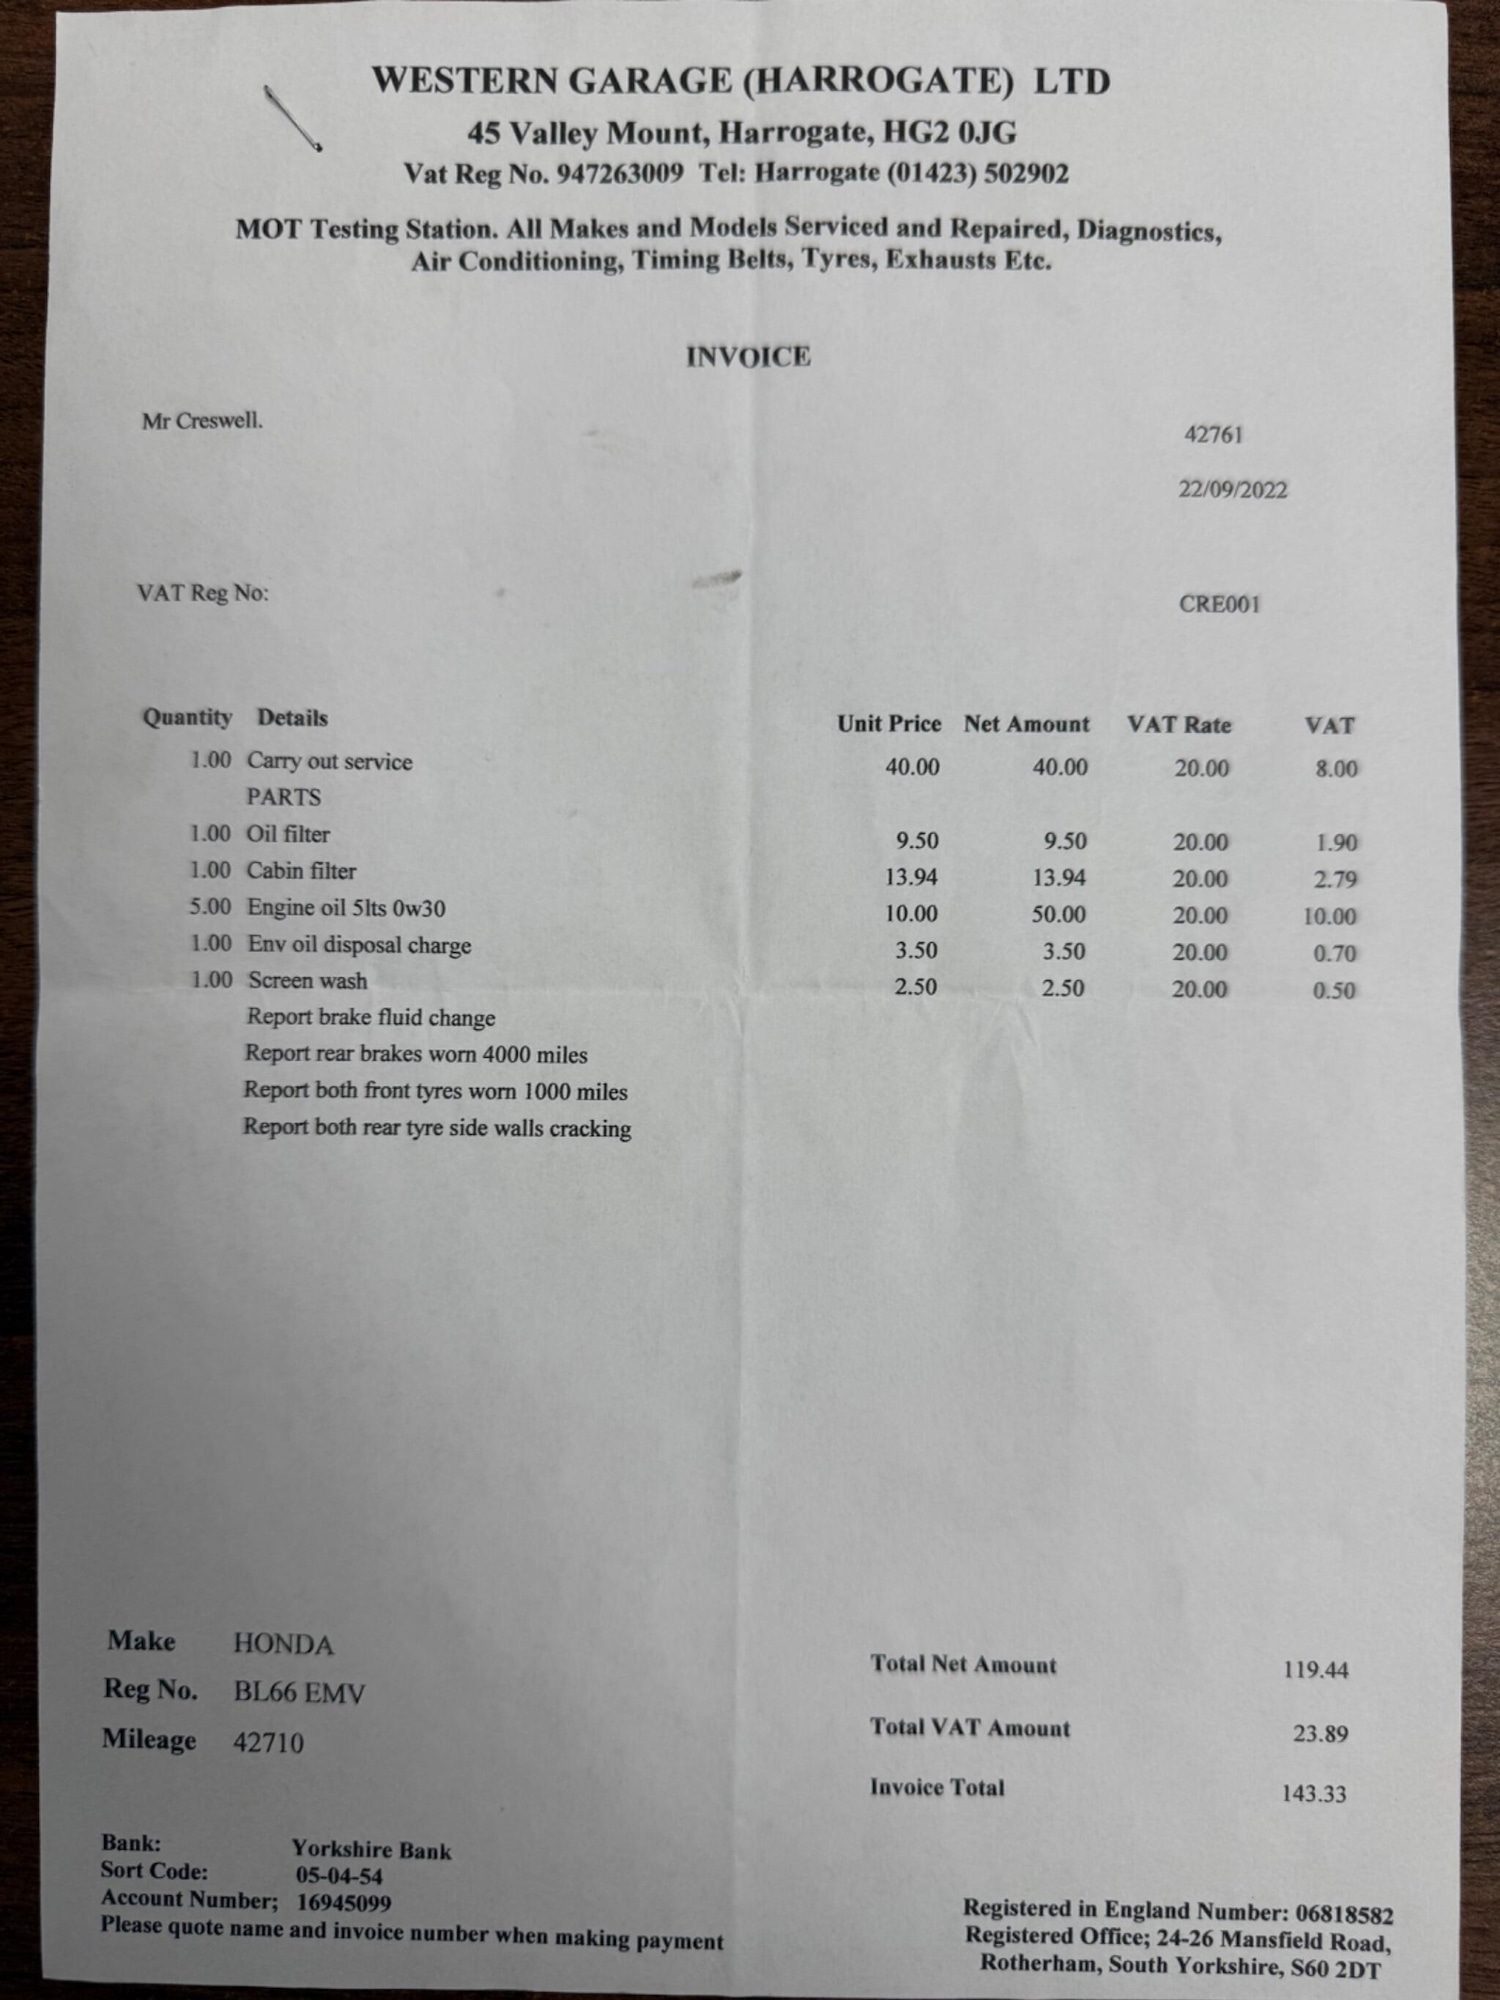 WESTERN GARAGE (HARROGATE) LTD
45 Valley Mount, Harrogate, HG2 0JG
Vat Reg No. 947263009 Tel: Harrogate (01423) 502902
MOT Testing Station. All Makes and Models Serviced and Repaired, Diagnostics,
Air Conditioning, Timing Belts, Tyres, Exhausts Etc.
INVOICE
Mr Creswell.
42761
22/09/2022
VAT Reg No:
CRE001
Quantity Details Unit Price Net Amount VAT Rate VAT
1.00 Carry out service 40.00 40.00 20.00 8.00
PARTS
1.00 Oil filter 9.50 9.50 20.00 1.90
1.00 Cabin filter 13.94 13.94 20.00 2.79
5.00 Engine oil 5lts 0w30 10.00 50.00 20.00 10.00
1.00 Env oil disposal charge 3.50 3.50 20.00 0.70
1.00 Screen wash 2.50 2.50 20.00 0.50
Report brake fluid change
Report rear brakes worn 4000 miles
Report both front tyres worn 1000 miles
Report both rear tyre side walls cracking
Make HONDA
Reg No. BL66 EMV
Mileage 42710
Total Net Amount 119.44
Total VAT Amount 23.89
Invoice Total 143.33
Bank: Yorkshire Bank
Sort Code: 05-04-54
Account Number; 16945099
Please quote name and invoice number when making payment
Registered in England Number: 06818582
Registered Office; 24-26 Mansfield Road,
Rotherham, South Yorkshire, S60 2DT